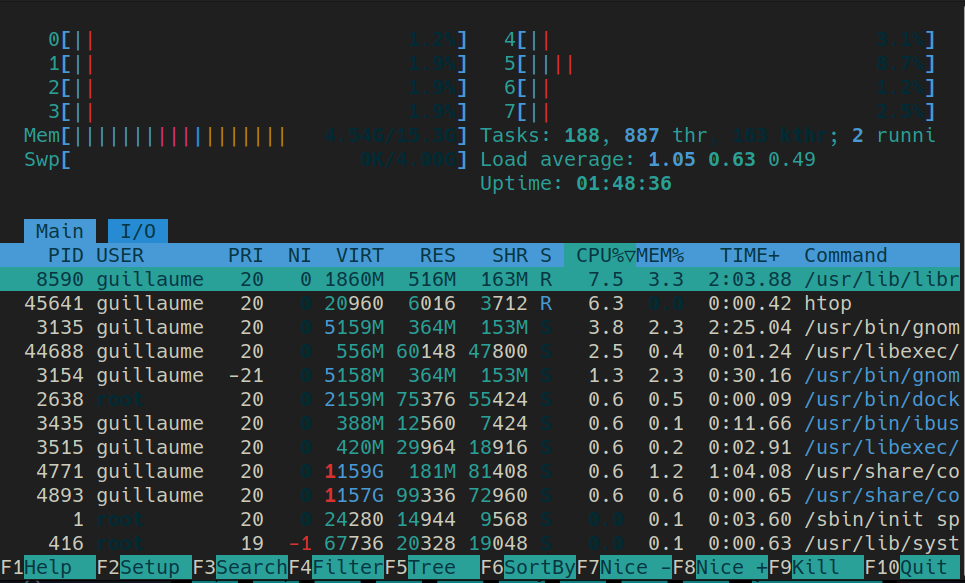 0[|| 1.2%] 4[|| 3.1%]
1[|| 1.9%] 5[|||| 8.7%]
2[|| 1.9%] 6[|| 1.2%]
3[|| 1.9%] 7[|| 2.5%]
Mem[|||||||||||||||||| ] Tasks: 188, 887 thr, 163 kthr; 2 runni
Swp[ 0K/4.00G] Load average: 1.05 0.63 0.49
Uptime: 01:48:36
Main I/O
PID USER PRI NI VIRT RES SHR S CPU%▽MEM% TIME+ Command
8590 guillaume 20 0 1860M 516M 163M R 7.5 3.3 2:03.88 /usr/lib/libr
45641 guillaume 20 0 20960 6016 3712 R 6.3 0.0 0:00.42 htop
3135 guillaume 20 0 5159M 364M 153M S 3.8 2.3 2:25.04 /usr/bin/gnom
44688 guillaume 20 0 556M 60148 47800 S 2.5 0.4 0:01.24 /usr/libexec/
3154 guillaume -21 0 5158M 364M 153M S 1.3 2.3 0:30.16 /usr/bin/gnom
2638 root 20 0 2159M 75376 55424 S 0.6 0.5 0:00.09 /usr/bin/dock
3435 guillaume 20 0 388M 12560 7424 S 0.6 0.1 0:11.66 /usr/bin/ibus
3515 guillaume 20 0 420M 29964 18916 S 0.6 0.2 0:02.91 /usr/libexec/
4771 guillaume 20 0 1159G 181M 81408 S 0.6 1.2 1:04.08 /usr/share/co
4893 guillaume 20 0 1157G 99336 72960 S 0.6 0.6 0:00.65 /usr/share/co
1 root 20 0 24280 14944 9568 S 0.0 0.1 0:03.60 /sbin/init sp
416 root 19 -1 67736 20328 19048 S 0.0 0.1 0:00.63 /usr/lib/syst
F1Help F2Setup F3SearchF4FilterF5Tree F6SortByF7Nice -F8Nice +F9Kill F10Quit